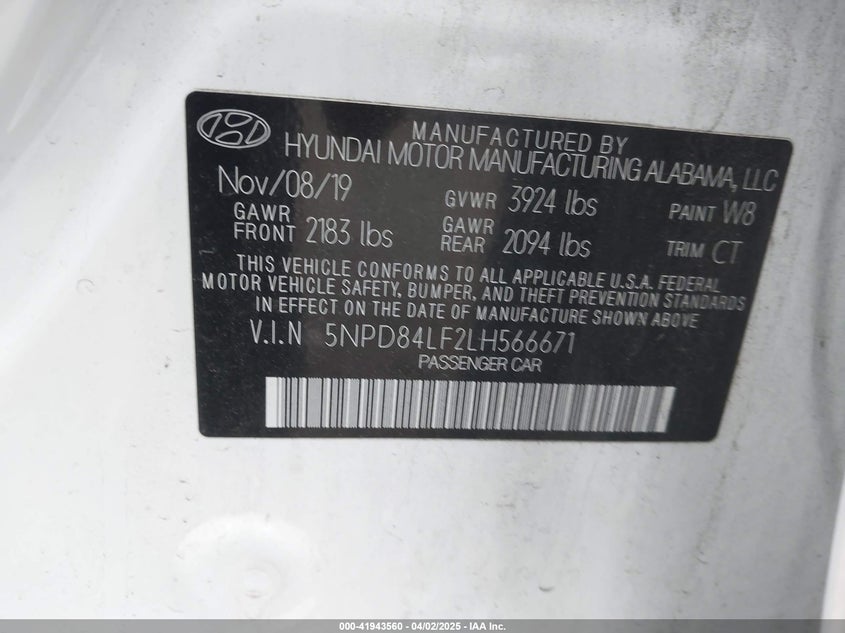 MANUFACTURED BY
HYUNDAI MOTOR MANUFACTURING ALABAMA, LLC
Nov/08/19 GVWR 3924 lbs PAINT W8
GAWR FRONT 2183 lbs GAWR REAR 2094 lbs TRIM CT
THIS VEHICLE CONFORMS TO ALL APPLICABLE U.S.A. FEDERAL
MOTOR VEHICLE SAFETY, BUMPER, AND THEFT PREVENTION STANDARDS
IN EFFECT ON THE DATE OF MANUFACTURE SHOWN ABOVE
V.I.N 5NPD84LF2LH566671
PASSENGER CAR
000-41943560 - 04/02/2025 - IAA Inc.